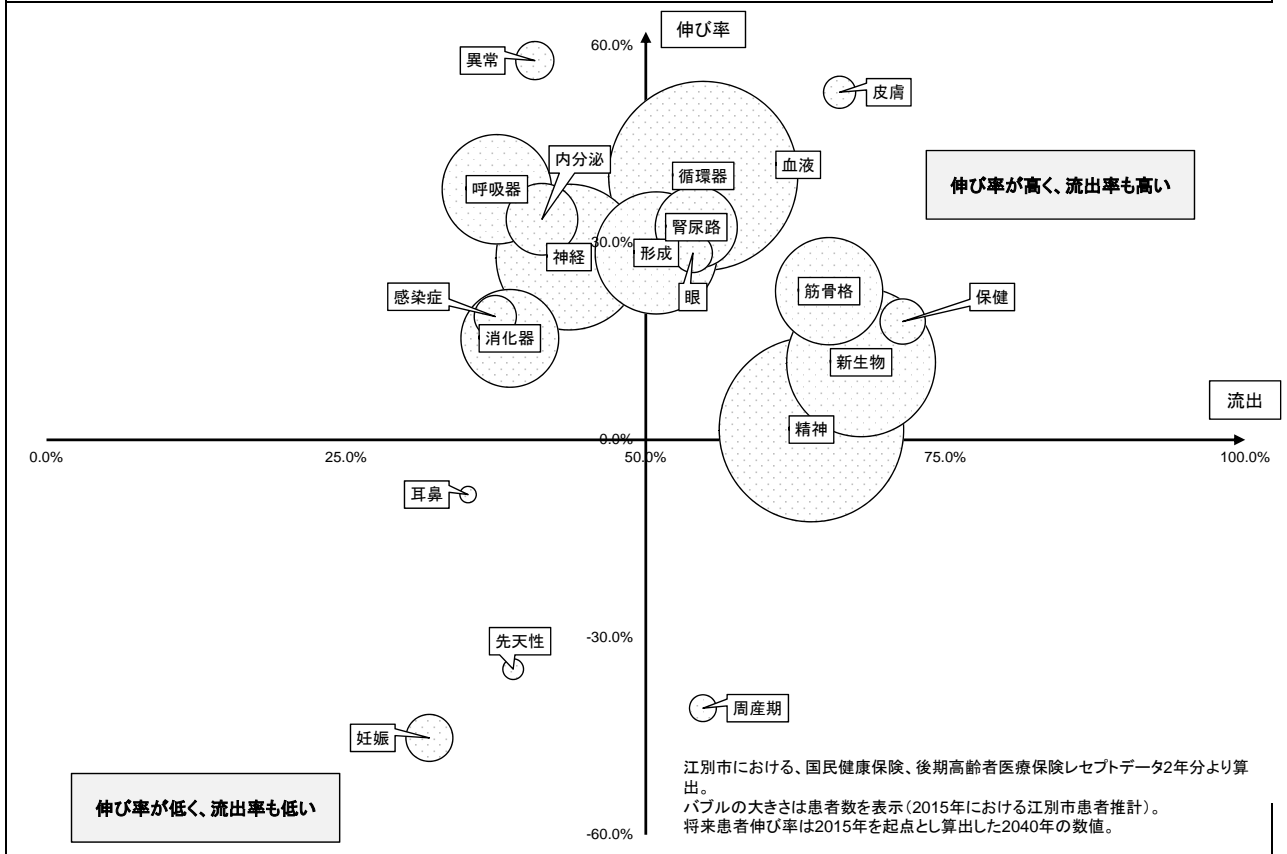 伸び率
60.0%
異常
皮膚
内分泌
血液
呼吸器
循環器
伸び率が高く、流出率も高い
腎尿路
30.0%
神経
形成
感染症
眼
筋骨格
保健
消化器
新生物
流出
精神
0.0%
0.0%
25.0%
50.0%
75.0%
100.0%
耳鼻
-30.0%
先天性
周産期
妊娠
伸び率が低く、流出率も低い
江別市における、国民健康保険、後期高齢者医療保険レセプトデータ2年分より算
出。
バブルの大きさは患者数を表示(2015年における江別市患者推計)。
将来患者伸び率は2015年を起点とし算出した2040年の数値。
-60.0%